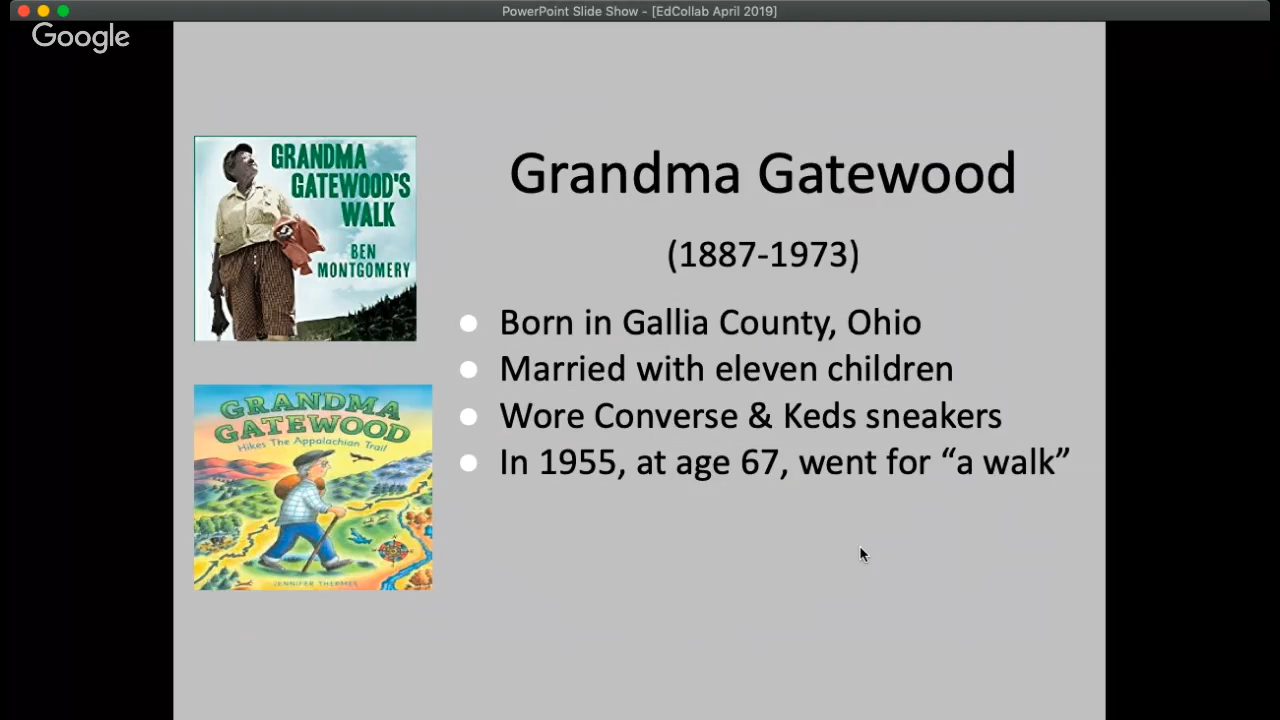 PowerPoint Slide Show - [EdCollab April 2019]
Google
GRANDMA
GATEWOOD'S
WALK
BEN
MONTGOMERY
GRANDMA
GATEWOOD
Hikes The Appalachian Trail
JENNIFER THERMES
Grandma Gatewood
(1887-1973)
Born in Gallia County, Ohio
Married with eleven children
Wore Converse & Keds sneakers
In 1955, at age 67, went for “a walk”